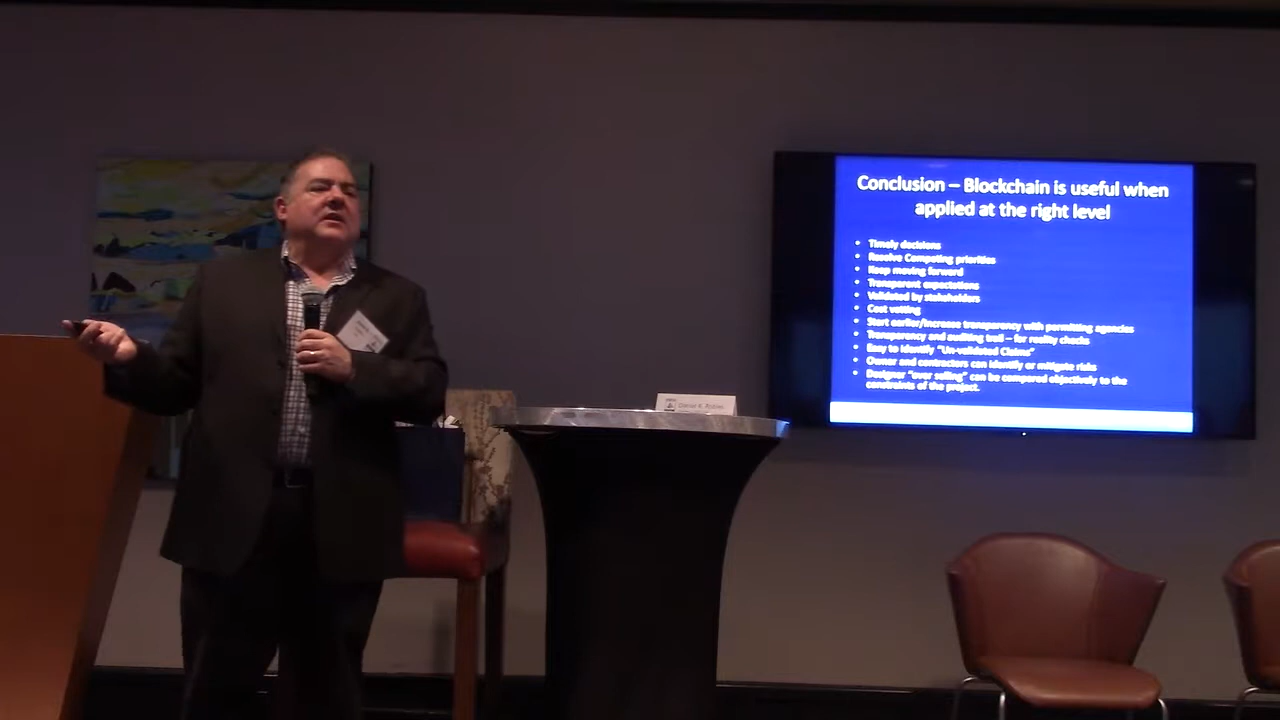 Conclusion – Blockchain is useful when
applied at the right level
• Timely decisions
• Resolve Competing priorities
• Keep moving forward
• Transparent expectations
• Validated by stakeholders
• Cost vetting
• Start earlier/increase transparency with permitting agencies
• Transparency and auditing trail – for reality checks
• Day to identify "Un-validated Claims"
• Owner and contractors can identify or mitigate risks
• Designer "over selling" can be compared objectively to the
constraints of the project.
Daniel R. Robles